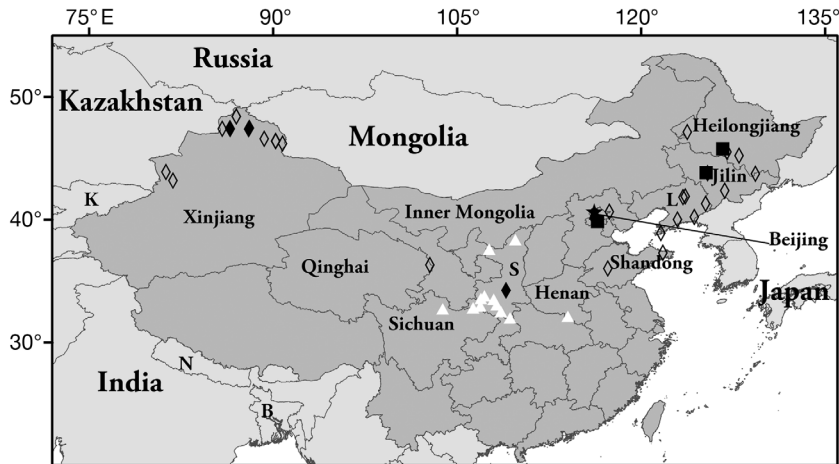 75° E 90° 105° 120° 135°
Russia
50°
Kazakhstan
Heilongjiang
Mongolia
Jilin
K
L
Inner Mongolia
40°
Xinjiang
Beijing
Qinghai
S
Shandong
Henan
Japan
Sichuan
30°
N
India
B